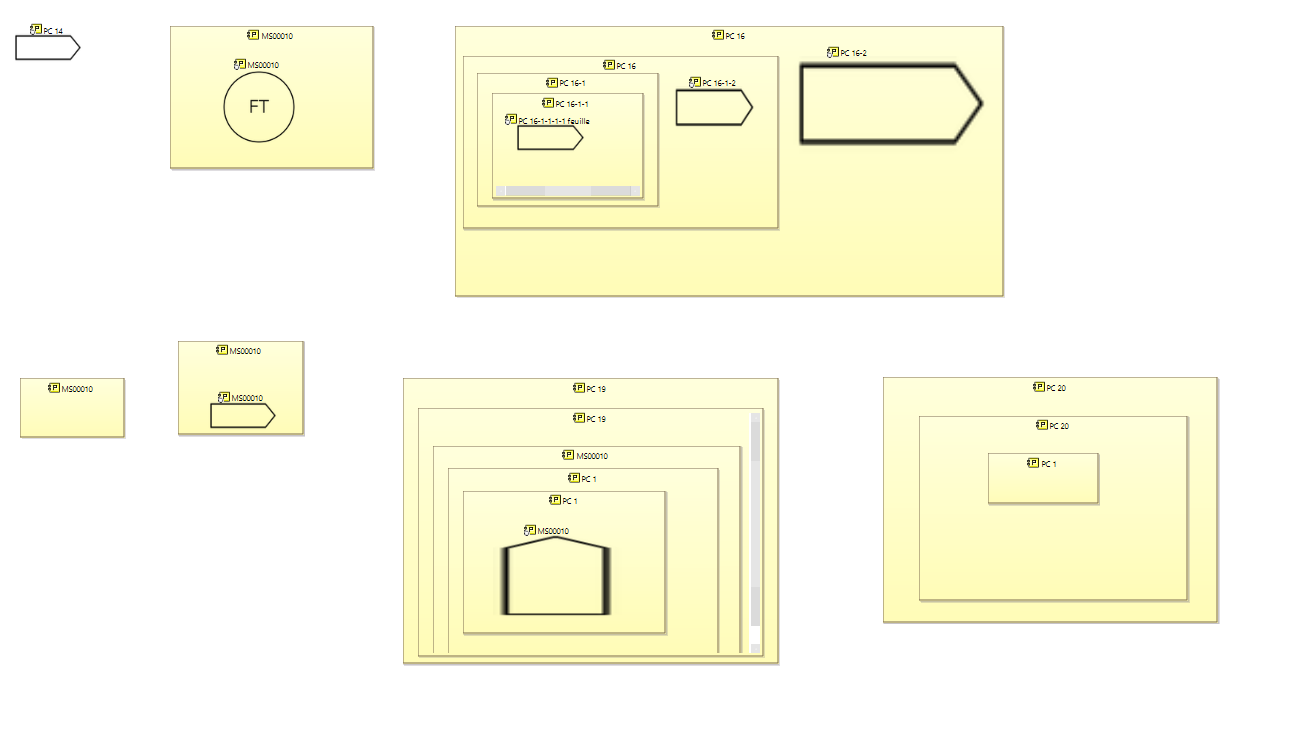 PC 14
MS00010
MS00010
FT
PC 16
PC 16
PC 16-1
PC 16-1-1
PC 16-1-1-1-1 feuille
PC 16-1-2
PC 16-2
MS00010
MS00010
MS00010
PC 19
PC 19
MS00010
PC 1
PC 1
MS00010
PC 20
PC 20
PC 1